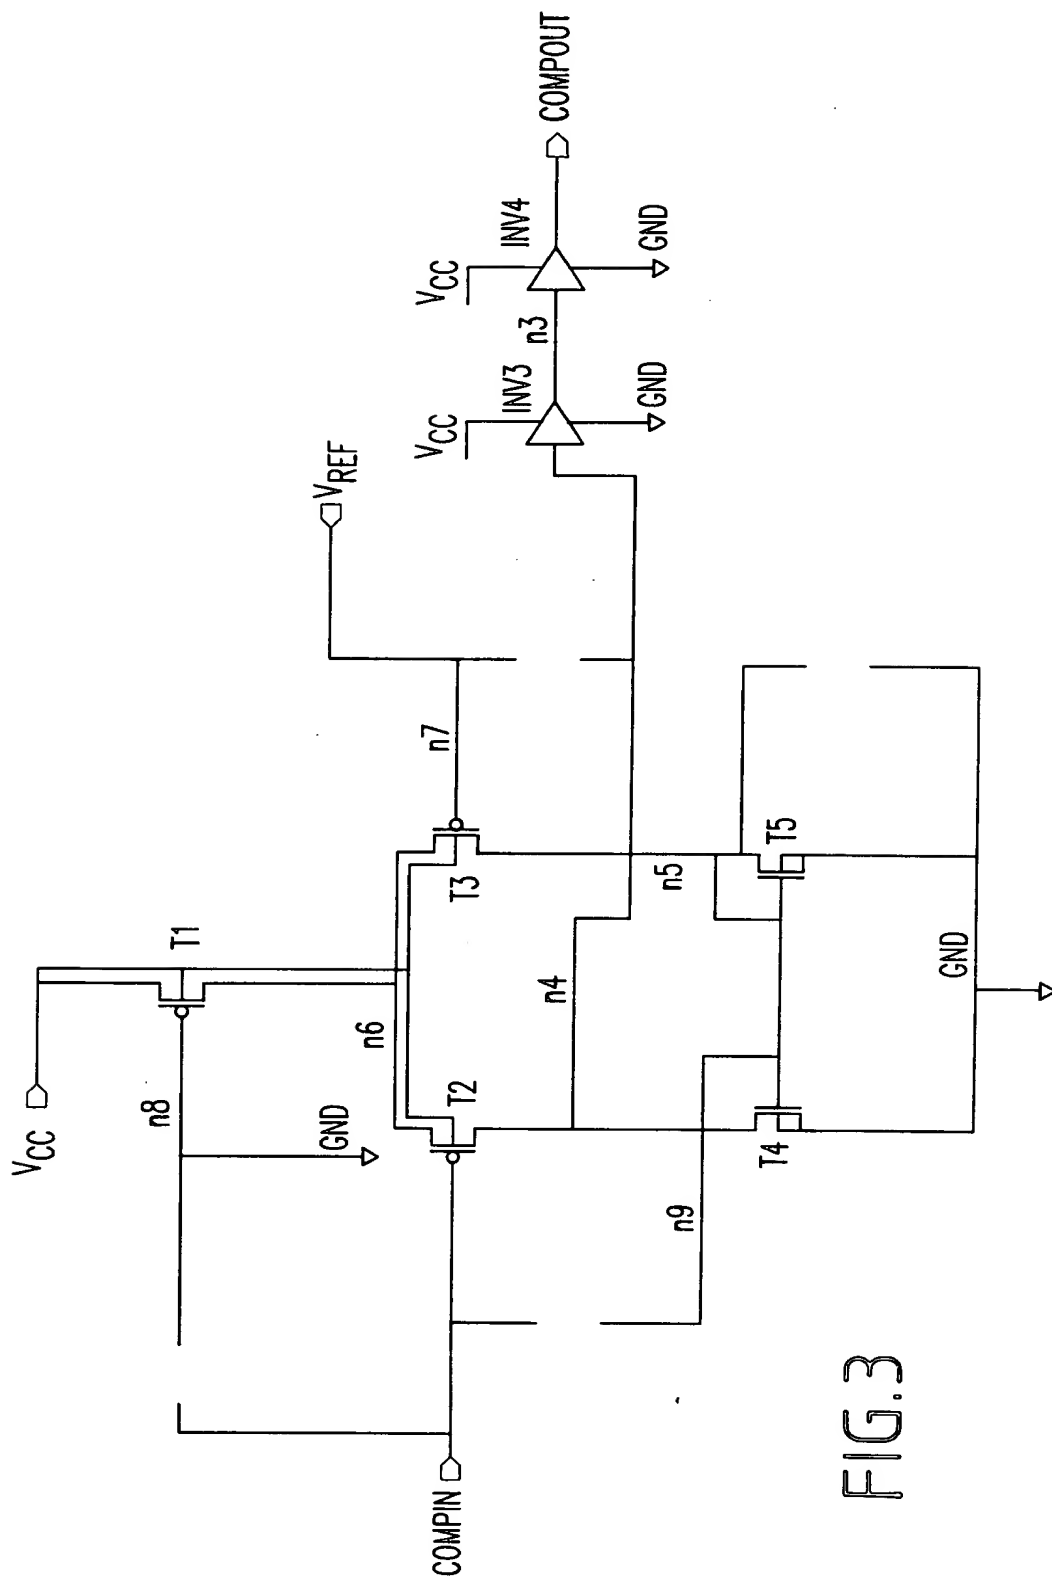 VCC
T1
n8
GND
n6
T2
T3
n7
VREF
COMPIN
n9
n4
n5
T4
T5
GND
VCC
INV3
GND
n3
VCC
INV4
GND
COMPOUT
FIG.3